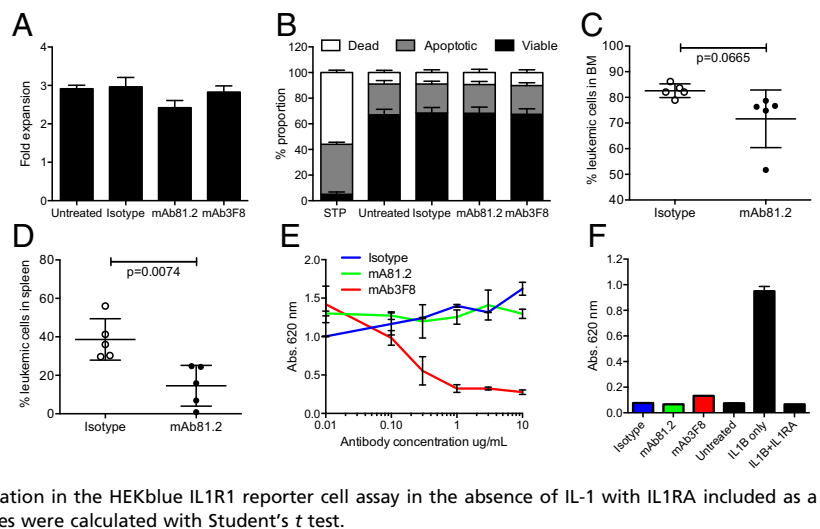 A
Fold expansion
4
3
2
1
0
Untreated Isotype mAb81.2 mAb3F8
B
Dead Apoptotic Viable
% proportion
120
100
80
60
40
20
0
STP Untreated Isotype mAb81.2 mAb3F8
C
% leukemic cells in BM
100
90
80
70
60
50
40
p=0.0665
Isotype mAb81.2
D
% leukemic cells in spleen
80
60
40
20
0
p=0.0074
Isotype mAb81.2
E
Isotype
mA81.2
mAb3F8
Abs. 620 nm
2.0
1.5
1.0
0.5
0.0
0.01 0.10 1 10
Antibody concentration ug/mL
F
Abs. 620 nm
1.2
1.0
0.8
0.6
0.4
0.2
0.0
Isotype mAb81.2 mAb3F8 Untreated IL1B only IL1B+IL1RA
ation in the HEKblue IL1R1 reporter cell assay in the absence of IL-1 with IL1RA included as a
es were calculated with Student's t test.